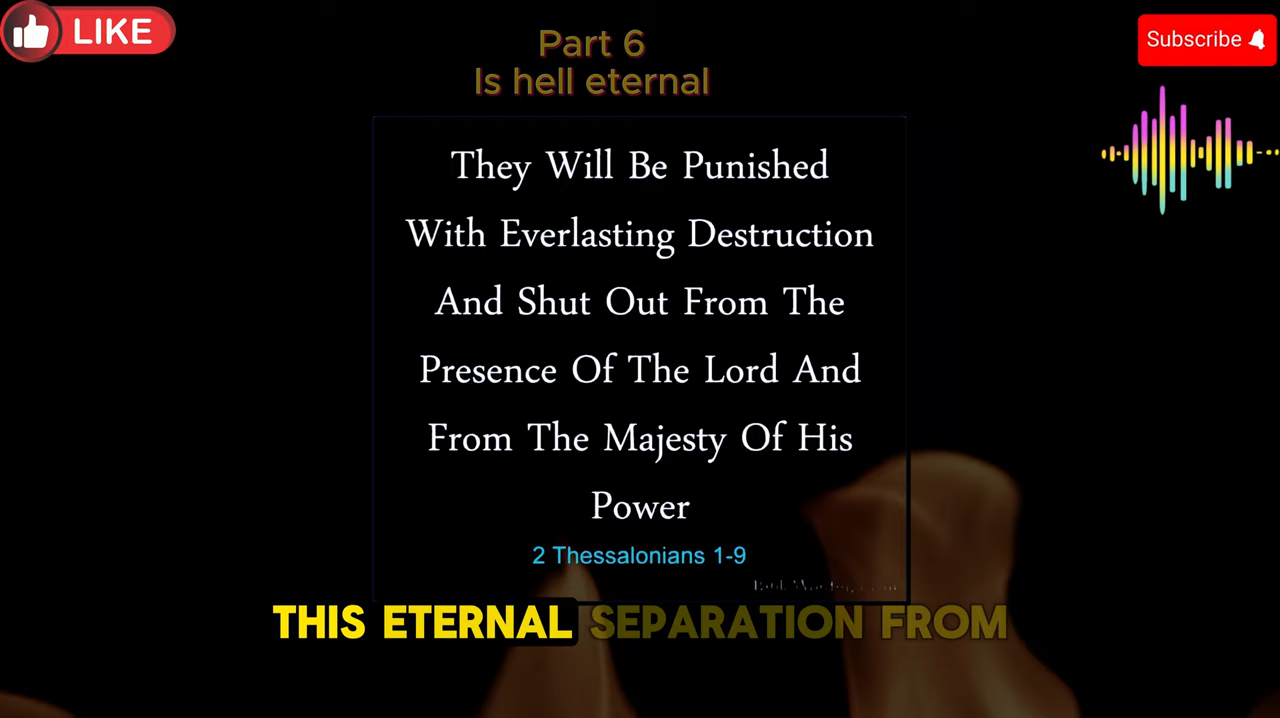 LIKE
Part 6
Subscribe
Is hell eternal
They Will Be Punished
With Everlasting Destruction
And Shut Out From The
Presence Of The Lord And
From The Majesty Of His
Power
2 Thessalonians 1-9
THIS ETERNAL SEPARATION FROM